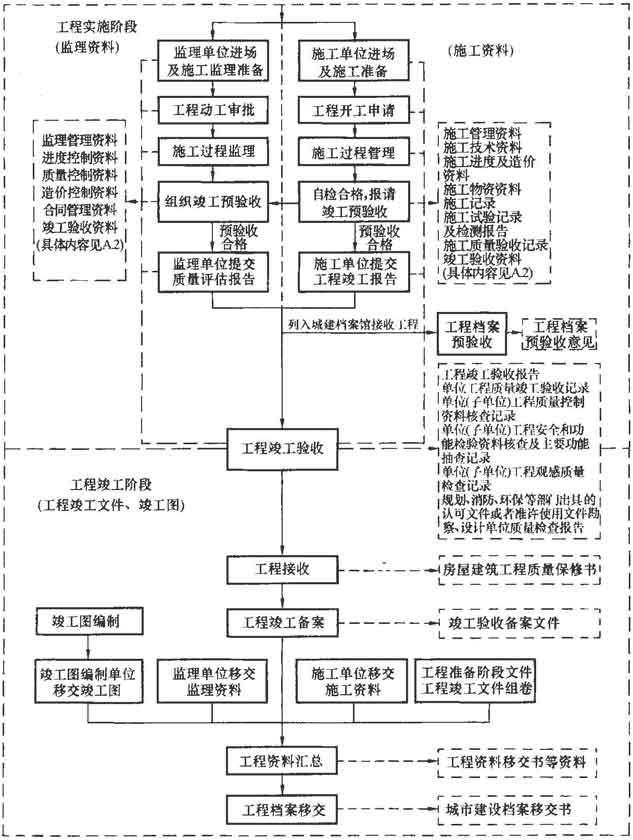 工程实施阶段
(监理资料)
(施工资料)
监理单位进场
及施工监理准备
施工单位进场
及施工准备
工程动工审批
工程开工申请
施工过程监理
施工过程管理
组织竣工预验收
自检合格,报请
竣工预验收
预验收
合格
预验收
合格
监理单位提交
质量评估报告
施工单位提交
工程竣工报告
监理管理资料
进度控制资料
质量控制资料
造价控制资料
合同管理资料
竣工验收资料
(具体内容见A.2)
施工管理资料
施工技术资料
施工进度及造价
资料
施工物资资料
施工记录
施工试验记录
及检测报告
施工质量验收记录
竣工验收资料
(具体内容见A.2)
列入城建档案馆接收工程
工程档案
预验收
工程档案
预验收意见
工程竣工验收
工程竣工验收报告
单位工程质量竣工验收记录
单位(子单位)工程质量控制
资料核查记录
单位(子单位)工程安全和功
能检验资料核查及主要功能
抽查记录
单位(子单位)工程观感质量
检查记录
规划、消防、环保等部门出具的
认可文件或者准许使用文件勘
察、设计单位质量检查报告
工程竣工阶段
(工程竣工文件、竣工图)
工程接收
房屋建筑工程质量保修书
竣工图编制
工程竣工备案
竣工验收备案文件
竣工图编制单位
移交竣工图
监理单位移交
监理资料
施工单位移交
施工资料
工程准备阶段文件
工程竣工文件组卷
工程资料汇总
工程资料移交书等资料
工程档案移交
城市建设档案移交书